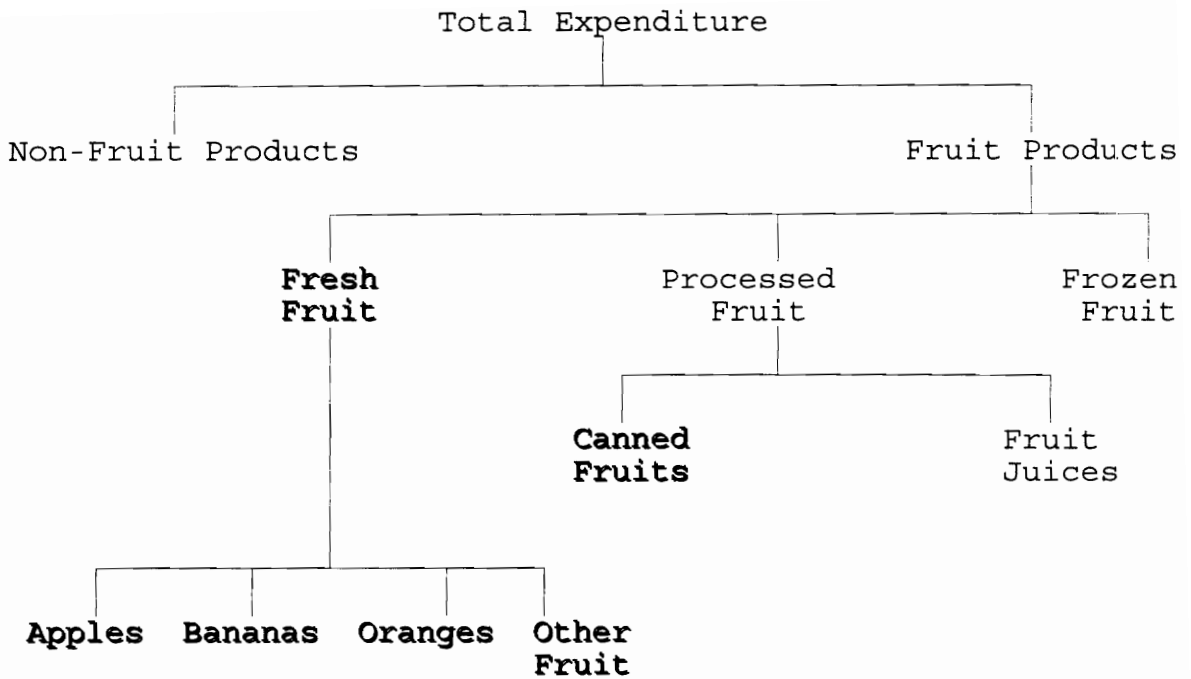 Total Expenditure
Non-Fruit Products
Fruit Products
Fresh
Fruit
Processed
Fruit
Frozen
Fruit
Canned
Fruits
Fruit
Juices
Apples
Bananas
Oranges
Other
Fruit